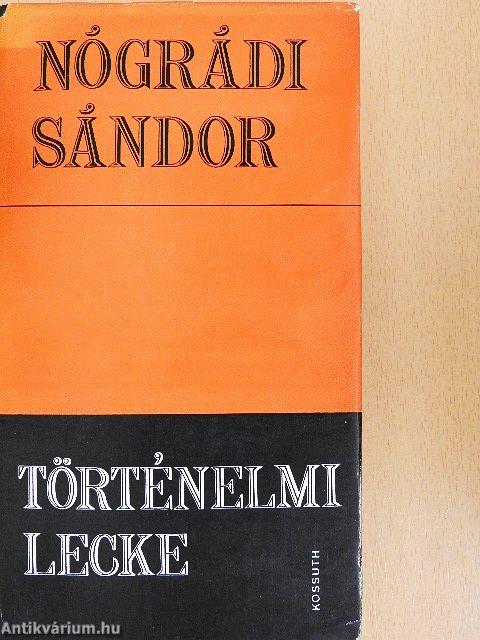 NÓGRÁDI
SÁNDOR
TÖRTÉNELMI
LECKE
KOSSUTH
Antikvárium.hu